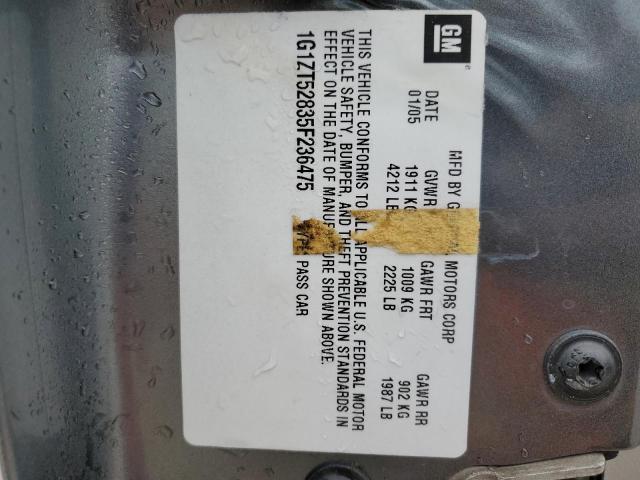 GM
MFD BY GENERAL MOTORS CORP
DATE GVWR GAWR FRT GAWR RR
01/05 1911 KG 1009 KG 902 KG
4212 LB 2225 LB 1987 LB
THIS VEHICLE CONFORMS TO ALL APPLICABLE U.S. FEDERAL MOTOR
VEHICLE SAFETY, BUMPER, AND THEFT PREVENTION STANDARDS IN
EFFECT ON THE DATE OF MANUFACTURE SHOWN ABOVE.
1G1ZT52835F236475 TYPE: PASS CAR